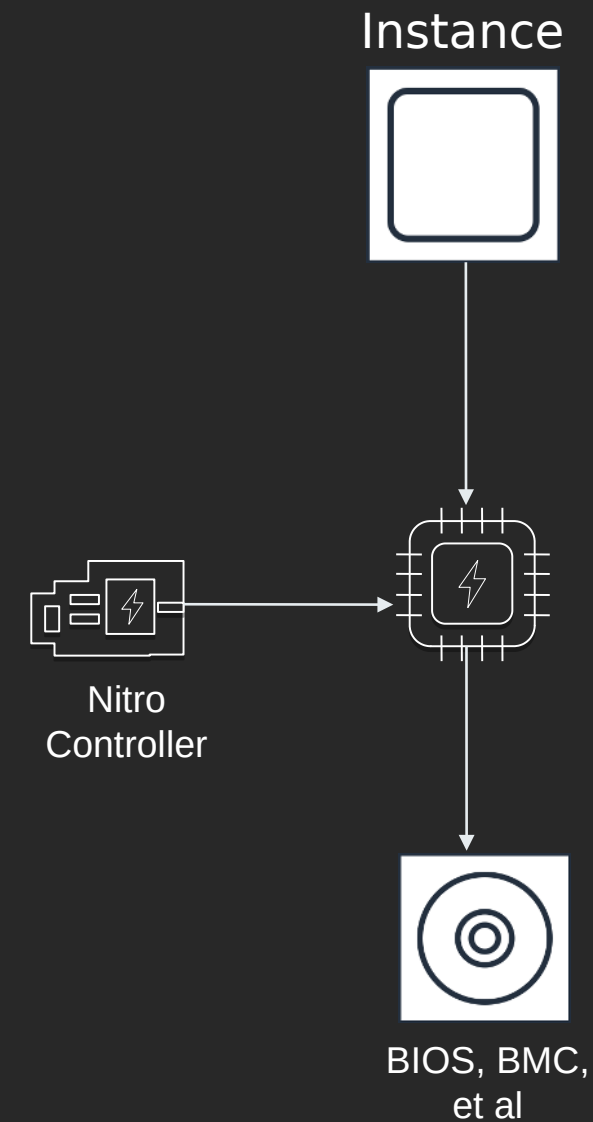 Instance
Nitro
Controller
BIOS, BMC,
et al